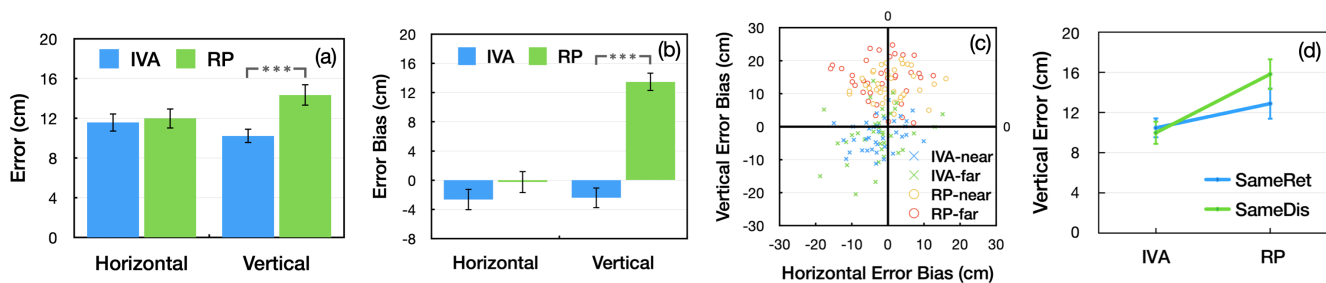 20
16
12
8
4
0
Error (cm)
IVA RP
(a)
***
Horizontal Vertical
20
16
12
8
4
0
-4
-8
Error Bias (cm)
IVA RP
(b)
***
Horizontal Vertical
0
30
20
10
0
-10
-20
-30
Vertical Error Bias (cm)
(c)
0
IVA-near
IVA-far
RP-near
RP-far
-30 -20 -10 0 10 20 30
Horizontal Error Bias (cm)
20
16
12
8
4
0
Vertical Error (cm)
(d)
SameRet
SameDis
IVA RP